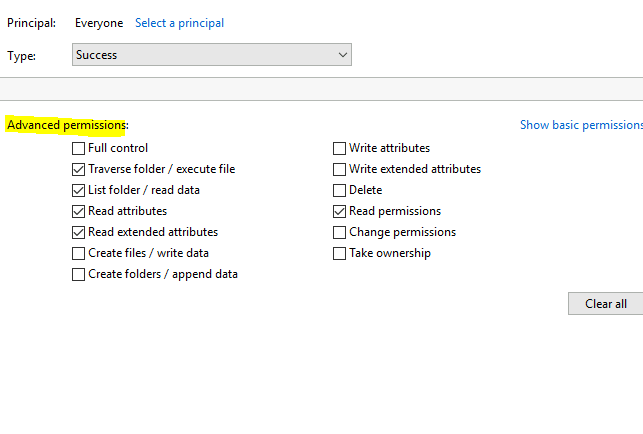 Principal: Everyone Select a principal
Type: Success
Advanced permissions: Show basic permissions
Full control Write attributes
Traverse folder / execute file Write extended attributes
List folder / read data Delete
Read attributes Read permissions
Read extended attributes Change permissions
Create files / write data Take ownership
Create folders / append data
Clear all